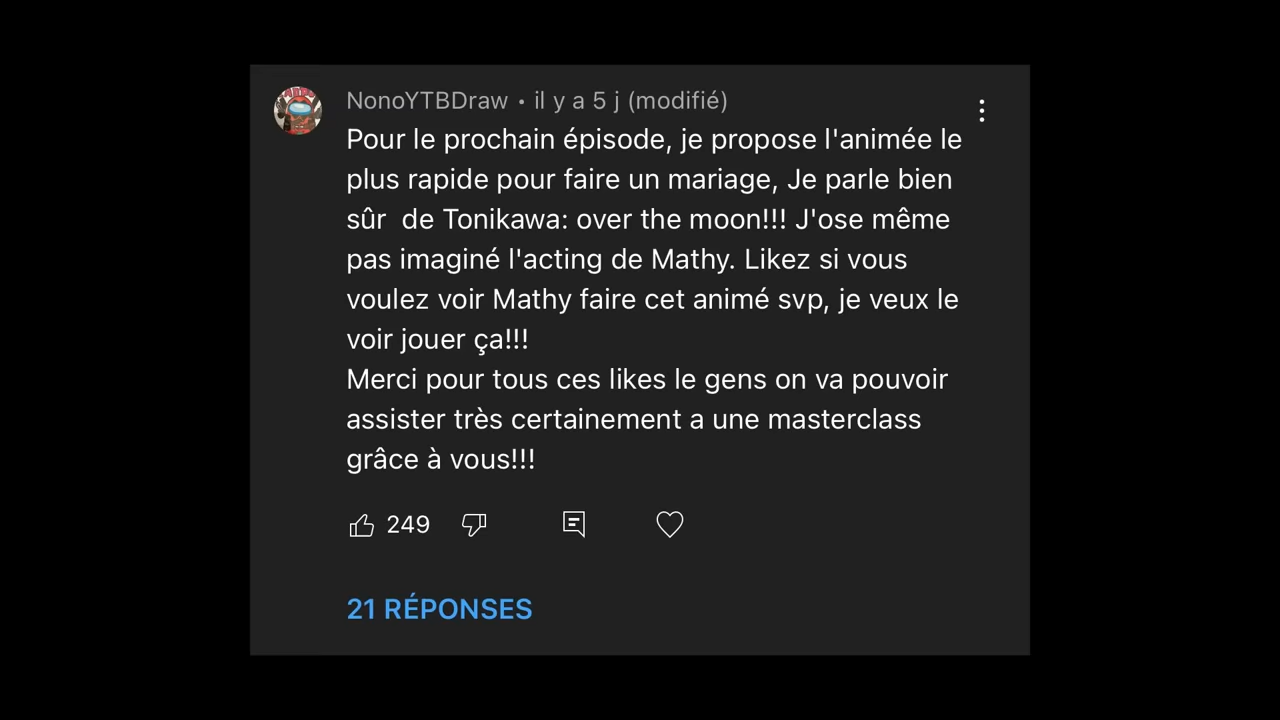 NonoYTBDraw • il y a 5 j (modifié)
Pour le prochain épisode, je propose l'animée le
plus rapide pour faire un mariage, Je parle bien
sûr  de Tonikawa: over the moon!!! J'ose même
pas imaginé l'acting de Mathy. Likez si vous
voulez voir Mathy faire cet animé svp, je veux le
voir jouer ça!!!
Merci pour tous ces likes le gens on va pouvoir
assister très certainement a une masterclass
grâce à vous!!!
249
21 RÉPONSES